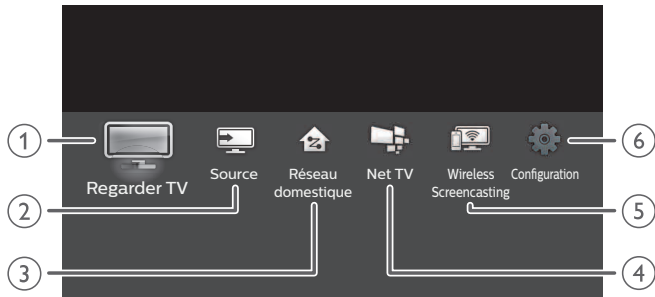 1
6
Regarder TV
Source
Réseau
domestique
Net TV
Wireless
Screencasting
Configuration
2
5
3
4